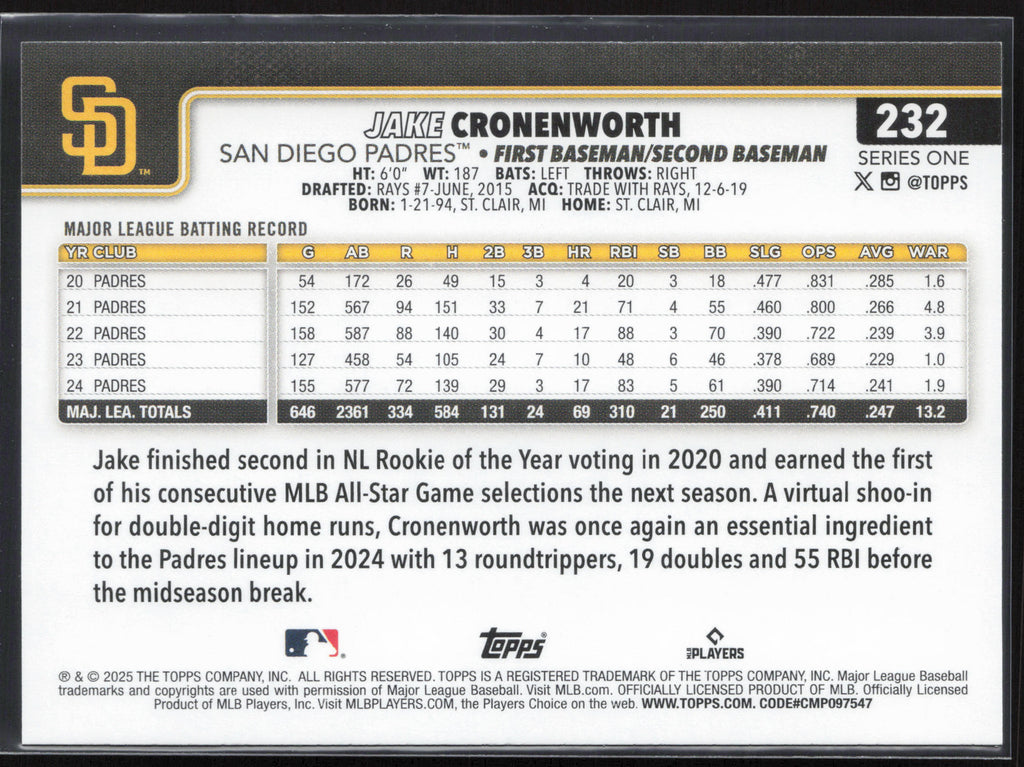 SD™
232
JAKE CRONENWORTH
SAN DIEGO PADRES™ • FIRST BASEMAN/SECOND BASEMAN
SERIES ONE
HT: 6'0" WT: 187 BATS: LEFT THROWS: RIGHT
X @TOPPS
DRAFTED: RAYS #7-JUNE, 2015 ACQ: TRADE WITH RAYS, 12-6-19
BORN: 1-21-94, ST. CLAIR, MI HOME: ST. CLAIR, MI
MAJOR LEAGUE BATTING RECORD
YR CLUB G AB R H 2B 3B HR RBI SB BB SLG OPS AVG WAR
20 PADRES 54 172 26 49 15 3 4 20 3 18 .477 .831 .285 1.6
21 PADRES 152 567 94 151 33 7 21 71 4 55 .460 .800 .266 4.8
22 PADRES 158 587 88 140 30 4 17 88 3 70 .390 .722 .239 3.9
23 PADRES 127 458 54 105 24 7 10 48 6 46 .378 .689 .229 1.0
24 PADRES 155 577 72 139 29 3 17 83 5 61 .390 .714 .241 1.9
MAJ. LEA. TOTALS 646 2361 334 584 131 24 69 310 21 250 .411 .740 .247 13.2
Jake finished second in NL Rookie of the Year voting in 2020 and earned the first
of his consecutive MLB All-Star Game selections the next season. A virtual shoo-in
for double-digit home runs, Cronenworth was once again an essential ingredient
to the Padres lineup in 2024 with 13 roundtrippers, 19 doubles and 55 RBI before
the midseason break.
Topps®
MLB PLAYERS
® & © 2025 THE TOPPS COMPANY, INC. ALL RIGHTS RESERVED. TOPPS IS A REGISTERED TRADEMARK OF THE TOPPS COMPANY, INC. Major League Baseball
trademarks and copyrights are used with permission of Major League Baseball. Visit MLB.com. OFFICIALLY LICENSED PRODUCT OF MLB. Officially Licensed
Product of MLB Players, Inc. Visit MLBPLAYERS.COM, the Players Choice on the web. WWW.TOPPS.COM. CODE#CMP097547